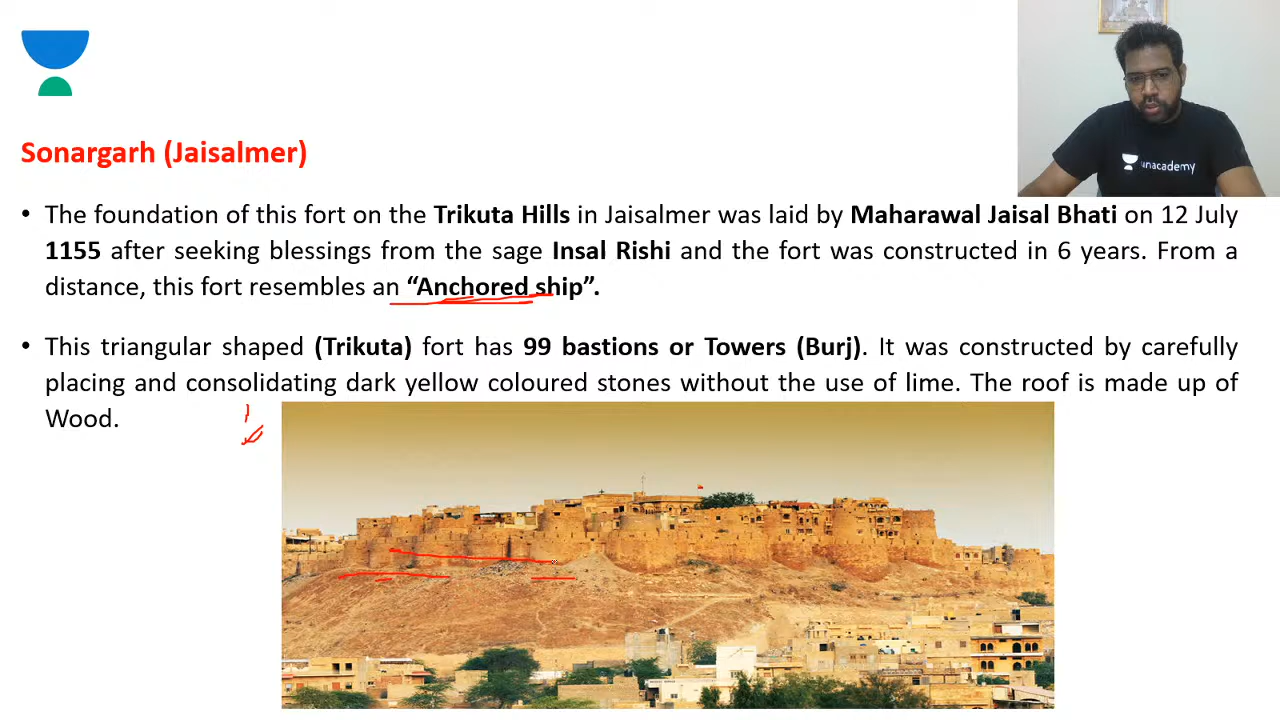 unacademy
Sonargarh (Jaisalmer)
• The foundation of this fort on the Trikuta Hills in Jaisalmer was laid by Maharawal Jaisal Bhati on 12 July
1155 after seeking blessings from the sage Insal Rishi and the fort was constructed in 6 years. From a
distance, this fort resembles an “Anchored ship”.
• This triangular shaped (Trikuta) fort has 99 bastions or Towers (Burj). It was constructed by carefully
placing and consolidating dark yellow coloured stones without the use of lime. The roof is made up of
Wood.